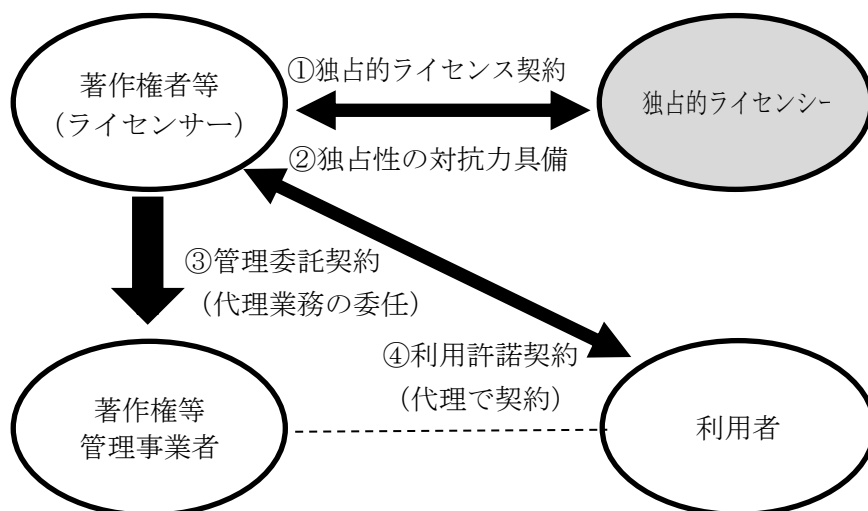 著作権者等
（ライセンサー）
①独占的ライセンス契約
独占的ライセンシー
②独占性の対抗力具備
③管理委託契約
（代理業務の委任）
④利用許諾契約
（代理で契約）
著作権等
管理事業者
利用者